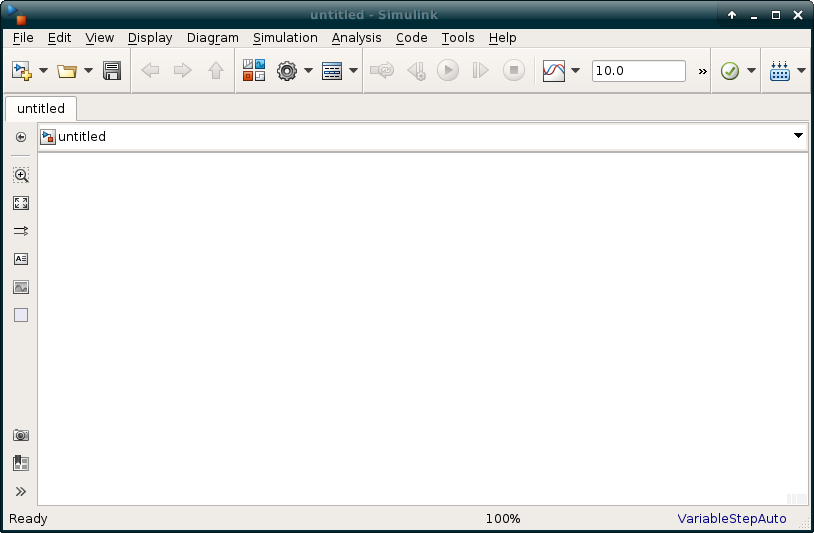 untitled - Simulink
File Edit View Display Diagram Simulation Analysis Code Tools Help
10.0 »
untitled
untitled
Ready 100% VariableStepAuto